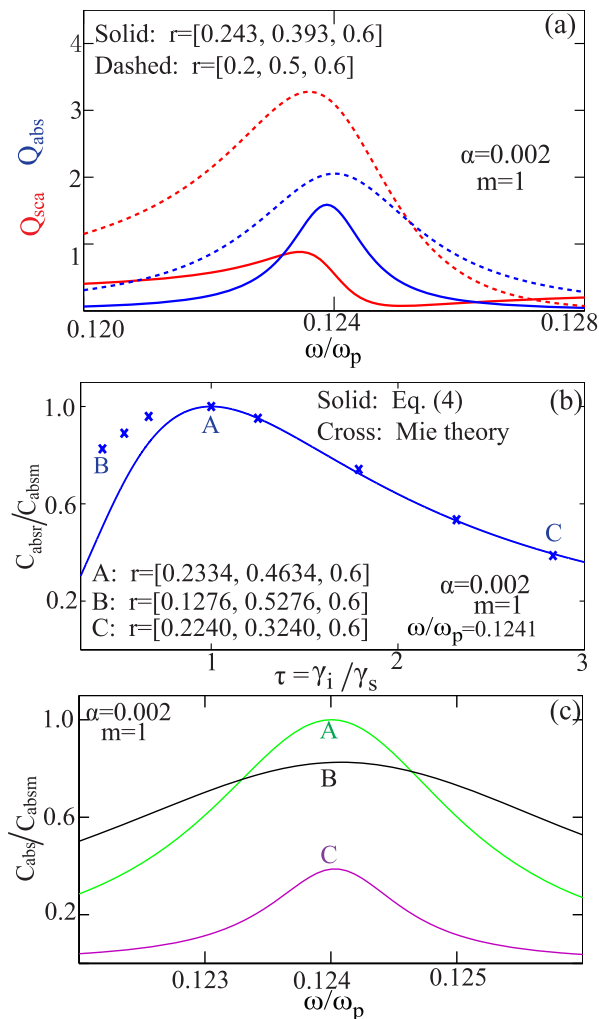 (a)
Solid: r=[0.243, 0.393, 0.6]
Dashed: r=[0.2, 0.5, 0.6]
4
3
2
1
Qsca Qabs
α=0.002
m=1
0.120 0.124 0.128
ω/ωp
(b)
Solid: Eq. (4)
Cross: Mie theory
1.0
0.6
0.2
Cabsr/Cabsm
A
B
C
A: r=[0.2334, 0.4634, 0.6]
B: r=[0.1276, 0.5276, 0.6]
C: r=[0.2240, 0.3240, 0.6]
α=0.002
m=1
ω/ωp=0.1241
1 2 3
τ=γi/γs
(c)
α=0.002
m=1
1.0
0.6
0.2
Cabs/Cabsm
A
B
C
0.123 0.124 0.125
ω/ωp